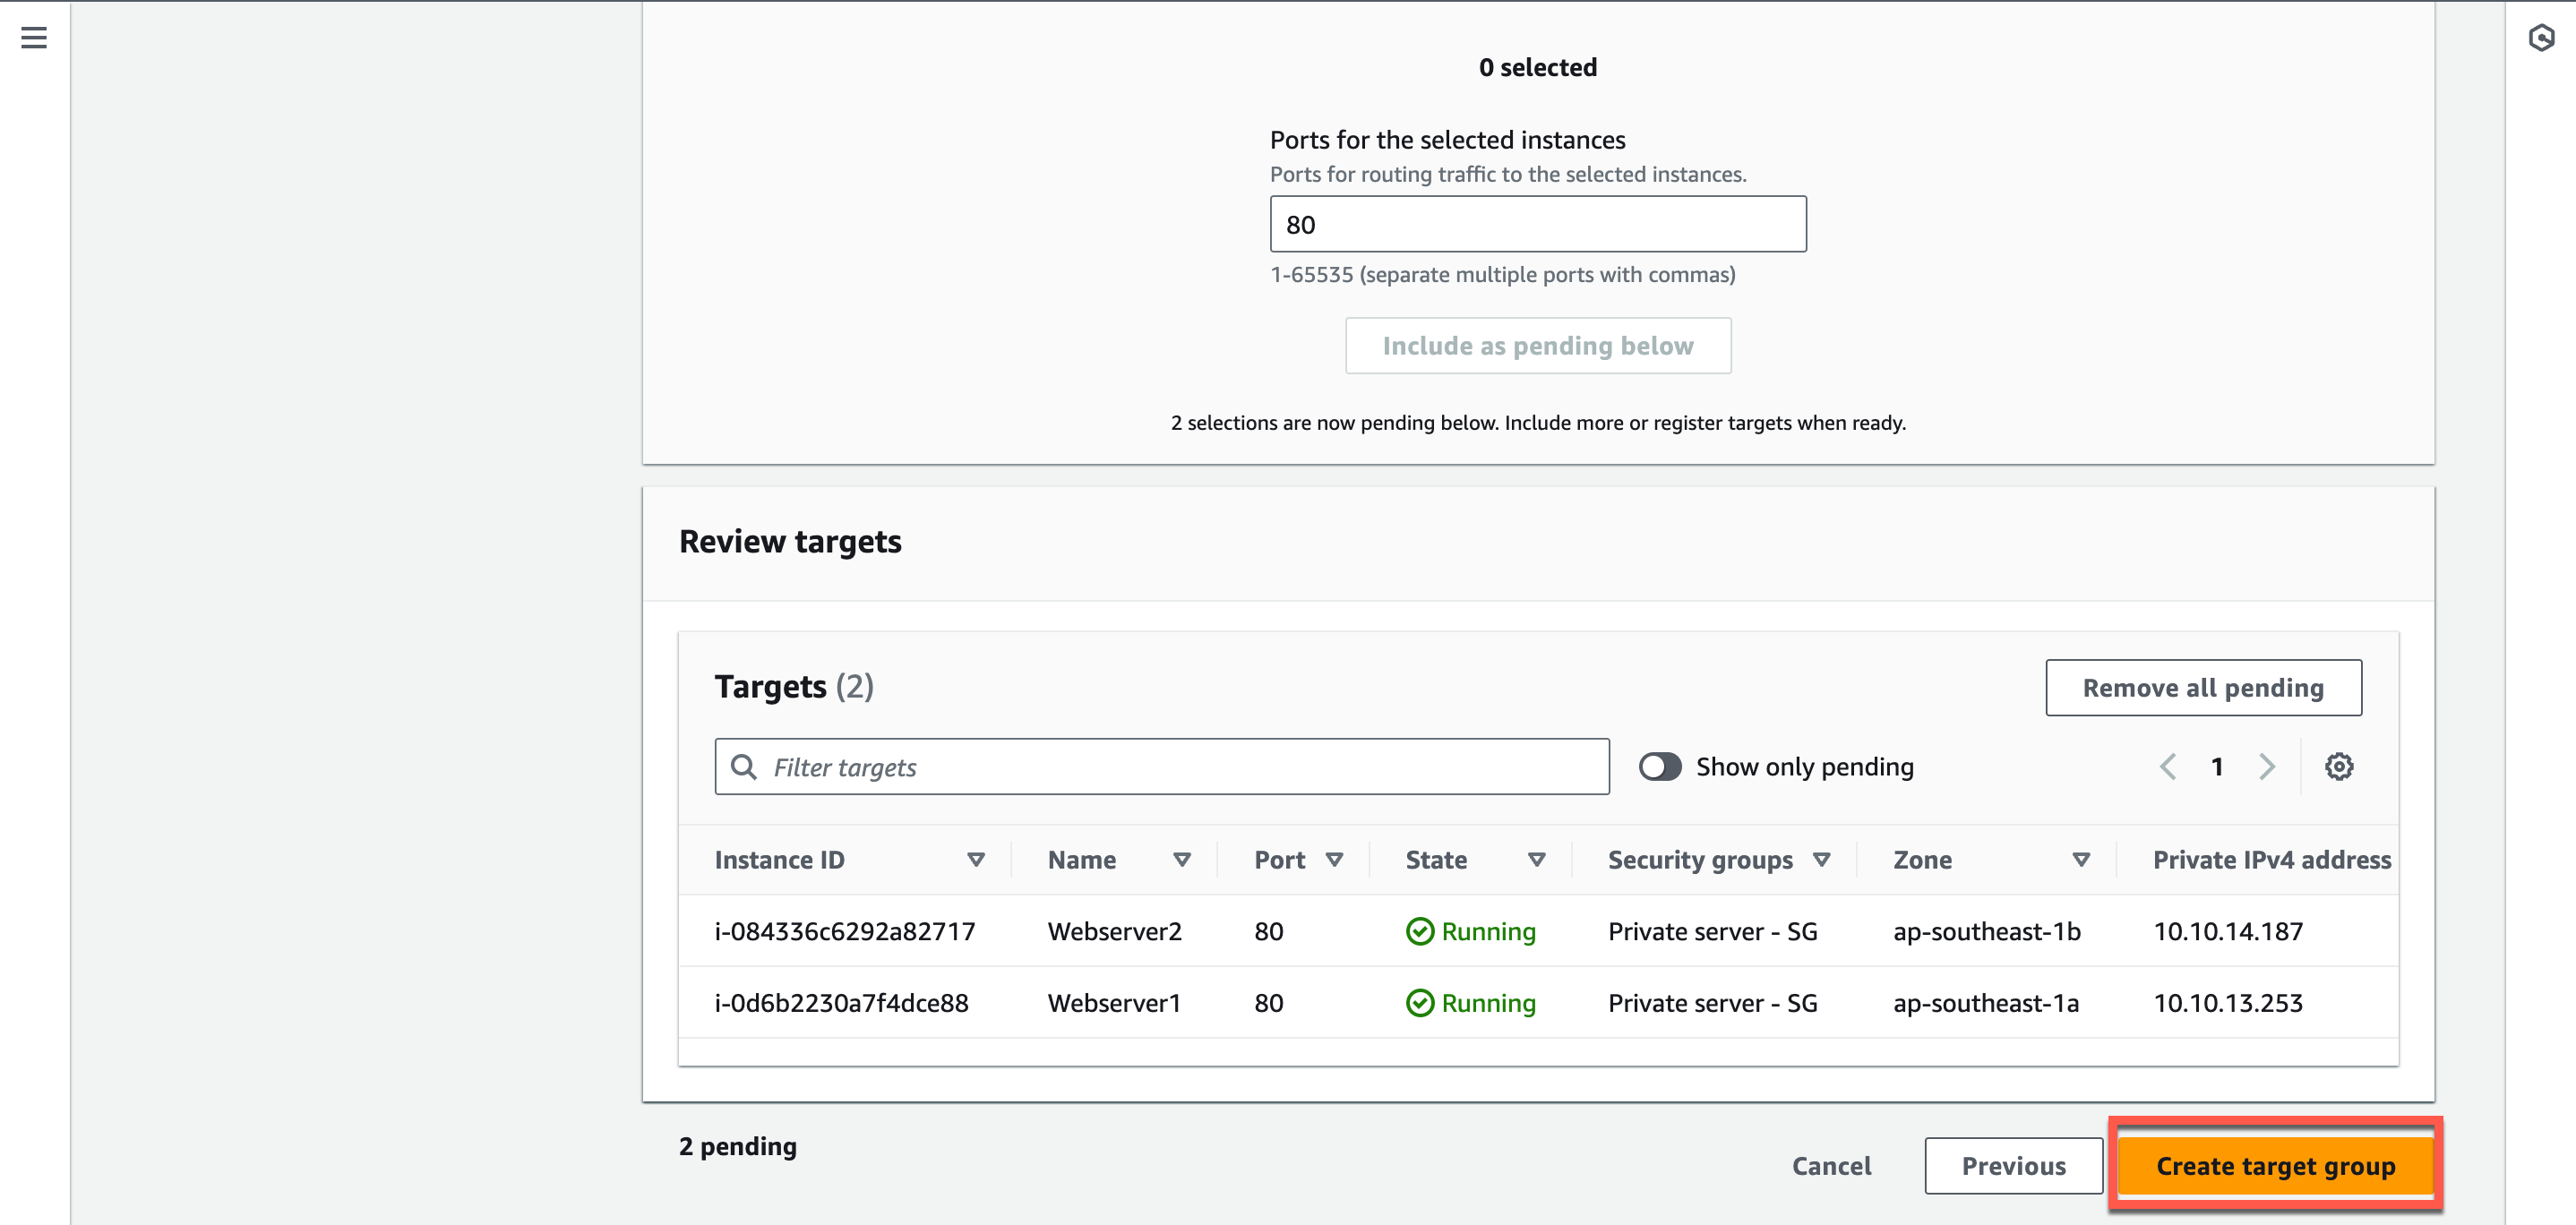 0 selected
Ports for the selected instances
Ports for routing traffic to the selected instances.
80
1-65535 (separate multiple ports with commas)
Include as pending below
2 selections are now pending below. Include more or register targets when ready.
Review targets
Targets (2)
Remove all pending
Filter targets
Show only pending
1
Instance ID Name Port State Security groups Zone Private IPv4 address
i-084336c6292a82717 Webserver2 80 Running Private server - SG ap-southeast-1b 10.10.14.187
i-0d6b2230a7f4dce88 Webserver1 80 Running Private server - SG ap-southeast-1a 10.10.13.253
2 pending
Cancel
Previous
Create target group